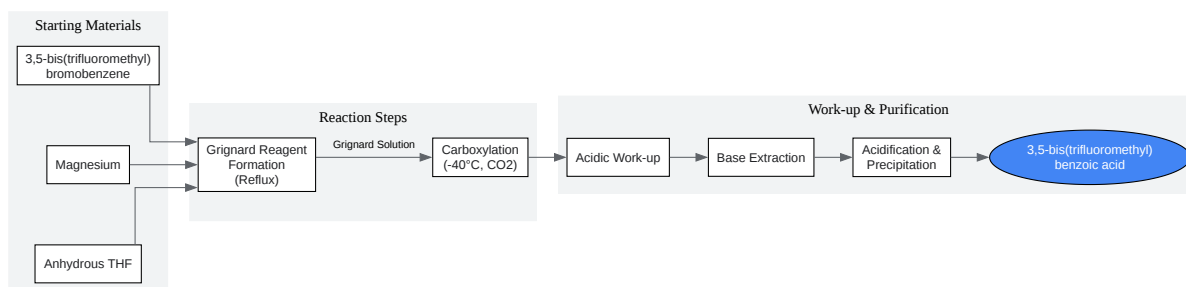 Starting Materials
3,5-bis(trifluoromethyl)
bromobenzene
Magnesium
Anhydrous THF
Reaction Steps
Grignard Reagent
Formation
(Reflux)
Grignard Solution
Carboxylation
(-40°C, CO2)
Work-up & Purification
Acidic Work-up
Base Extraction
Acidification &
Precipitation
3,5-bis(trifluoromethyl)
benzoic acid